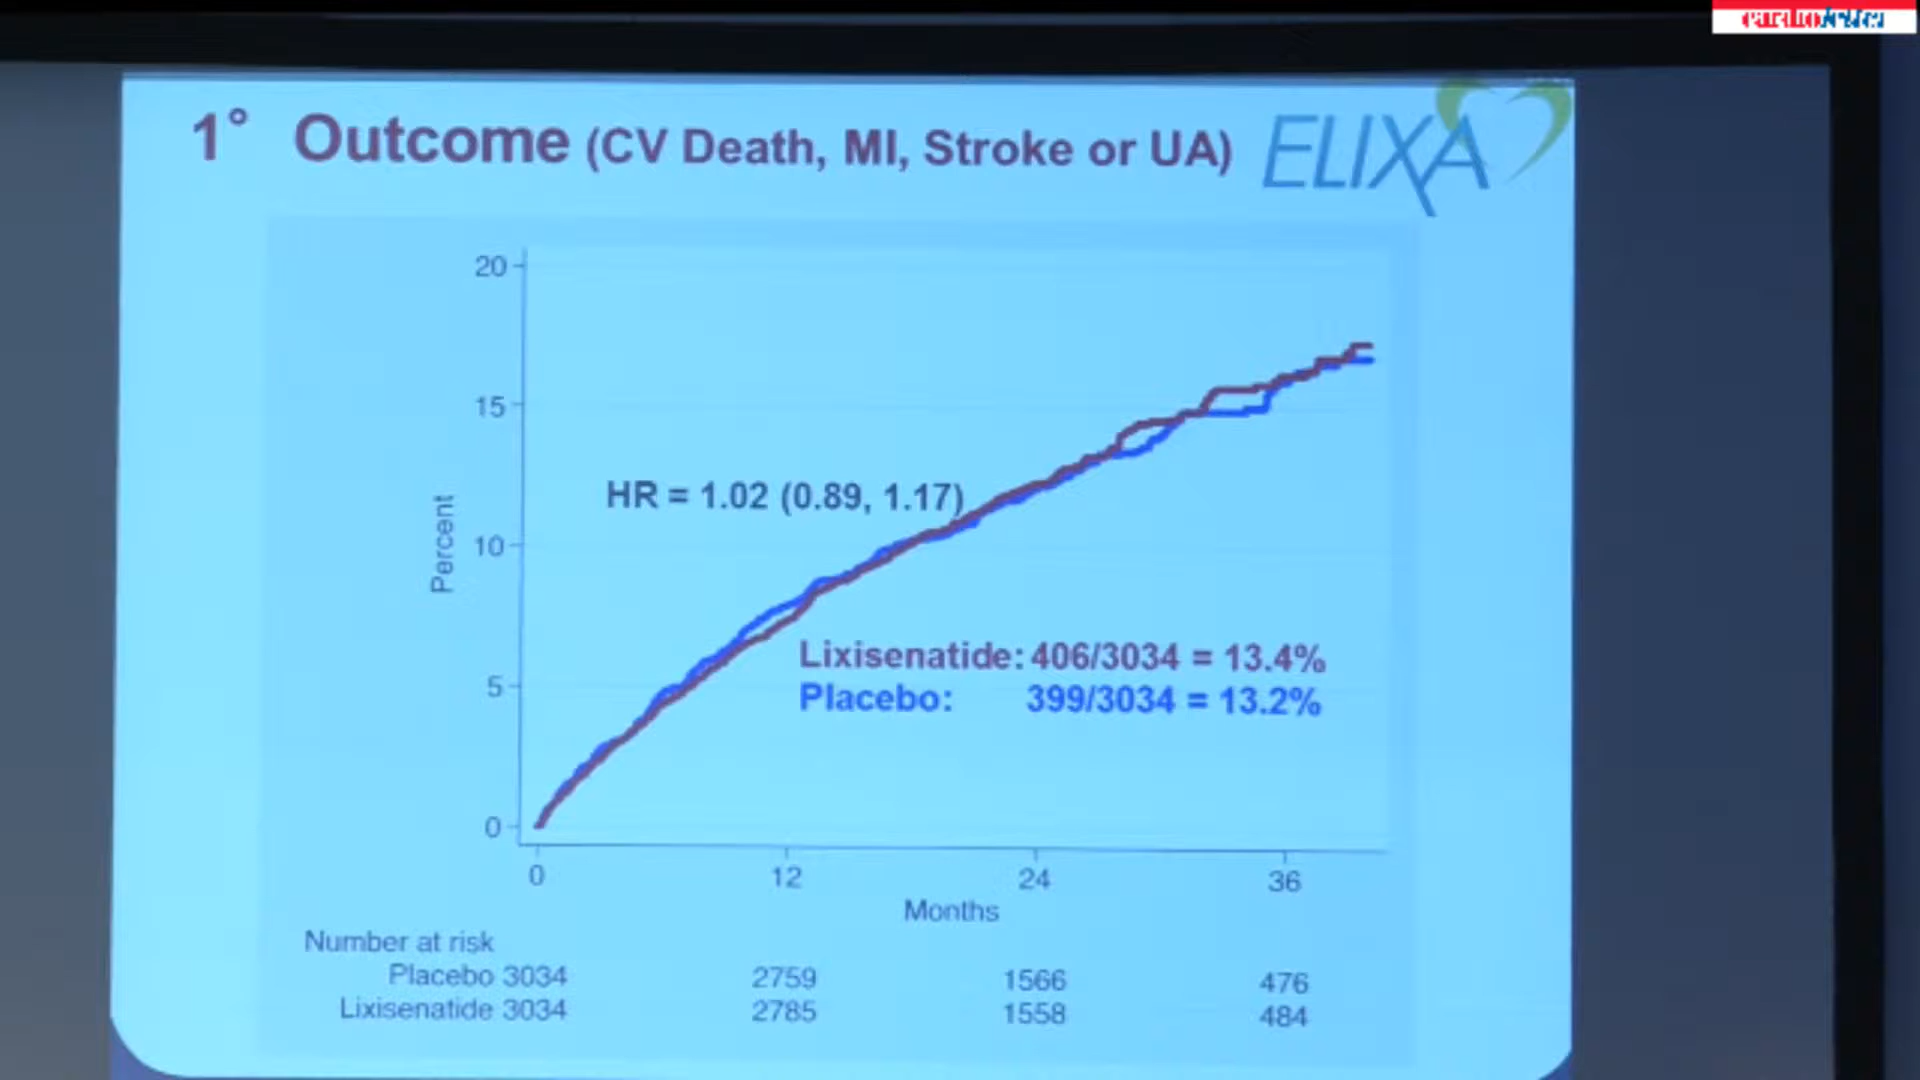 1° Outcome (CV Death, MI, Stroke or UA)
ELIXA
20
15
10
5
0
Percent
HR = 1.02 (0.89, 1.17)
Lixisenatide: 406/3034 = 13.4%
Placebo: 399/3034 = 13.2%
0 12 24 36
Months
Number at risk
Placebo 3034 2759 1566 476
Lixisenatide 3034 2785 1558 484